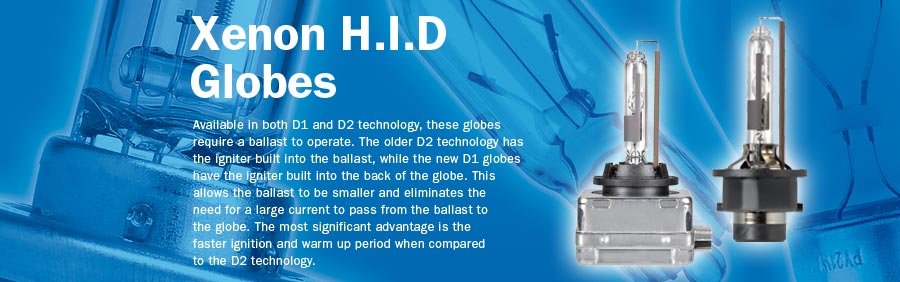 Xenon H.I.D
Globes
Available in both D1 and D2 technology, these globes
require a ballast to operate. The older D2 technology has
the igniter built into the ballast, while the new D1 globes
have the igniter built into the back of the globe. This
allows the ballast to be smaller and eliminates the
need for a large current to pass from the ballast to
the globe. The most significant advantage is the
faster ignition and warm up period when compared
to the D2 technology.